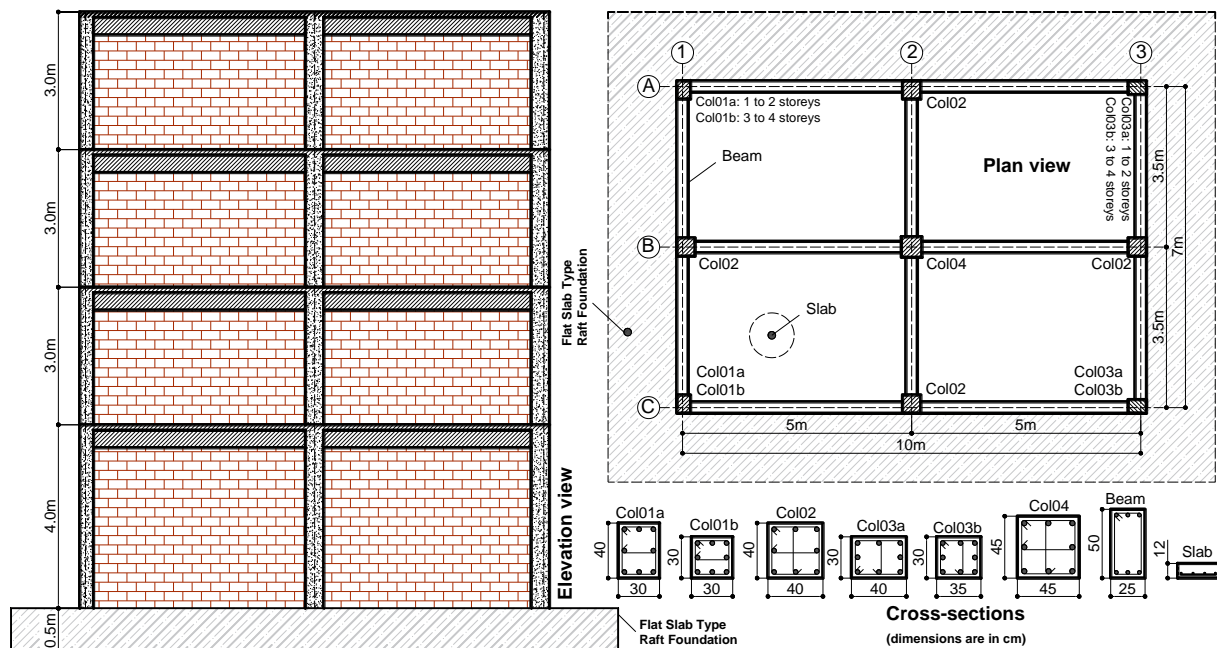 3.0m
3.0m
3.0m
4.0m
0.5m
Elevation view
Flat Slab Type
Raft Foundation
Flat Slab Type
Raft Foundation
1
2
3
A
B
C
Col01a: 1 to 2 storeys
Col01b: 3 to 4 storeys
Col02
Col03a: 1 to 2 storeys
Col03b: 3 to 4 storeys
Beam
Plan view
3.5m
7m
3.5m
Col02
Col04
Col02
Slab
Col01a
Col01b
Col02
Col03a
Col03b
5m
5m
10m
Col01a
40
30
Col01b
30
30
Col02
40
40
Col03a
30
40
Col03b
30
35
Col04
45
45
Beam
50
25
Slab
12
Cross-sections
(dimensions are in cm)